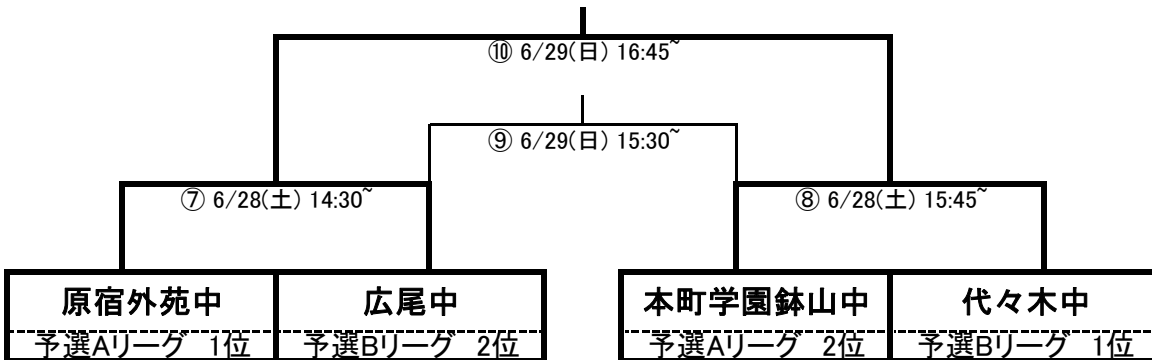 ⑩ 6/29(日) 16:45~
⑨ 6/29(日) 15:30~
⑦ 6/28(土) 14:30~
⑧ 6/28(土) 15:45~
原宿外苑中
広尾中
本町学園鉢山中
代々木中
予選Aリーグ 1位
予選Bリーグ 2位
予選Aリーグ 2位
予選Bリーグ 1位